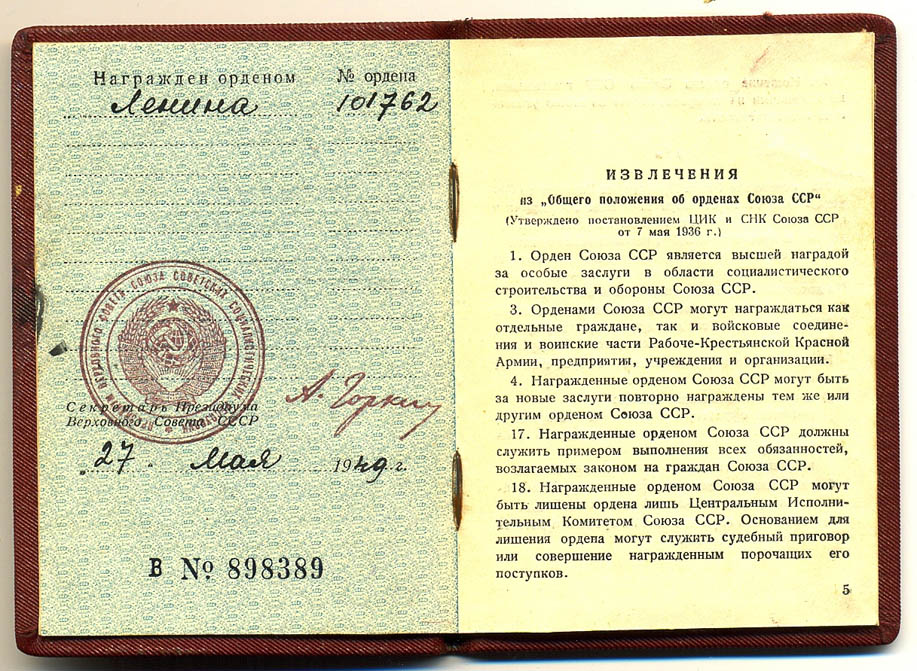 Награжден орденом № ордена
Ленина 101762
ПРЕЗИДИУМ ВЕРХОВНОГО СОВЕТА СОЮЗА СОВЕТСКИХ СОЦИАЛИСТИЧЕСКИХ РЕСПУБЛИК
Секретарь Президиума
Верховного Совета СССР
А. Горкин
„27" Мая 1949 г.
В № 898389
ИЗВЛЕЧЕНИЯ
из „Общего положения об орденах Союза ССР“
(Утверждено постановлением ЦИК и СНК Союза ССР
от 7 мая 1936 г.)
1. Орден Союза ССР является высшей наградой
за особые заслуги в области социалистического
строительства и обороны Союза ССР.
3. Орденами Союза ССР могут награждаться как
отдельные граждане, так и войсковые соедине-
ния и воинские части Рабоче-Крестьянской Красной
Армии, предприятия, учреждения и организации.
4. Награжденные орденом Союза ССР могут быть
за новые заслуги повторно награждены тем же или
другим орденом Союза ССР.
17. Награжденные орденом Союза ССР должны
служить примером выполнения всех обязанностей,
возлагаемых законом на граждан Союза ССР.
18. Награжденные орденом Союза ССР могут
быть лишены ордена лишь Центральным Исполни-
тельным Комитетом Союза ССР. Основанием для
лишения ордена могут служить судебный приговор
или совершение награжденным порочащих его
поступков.
5